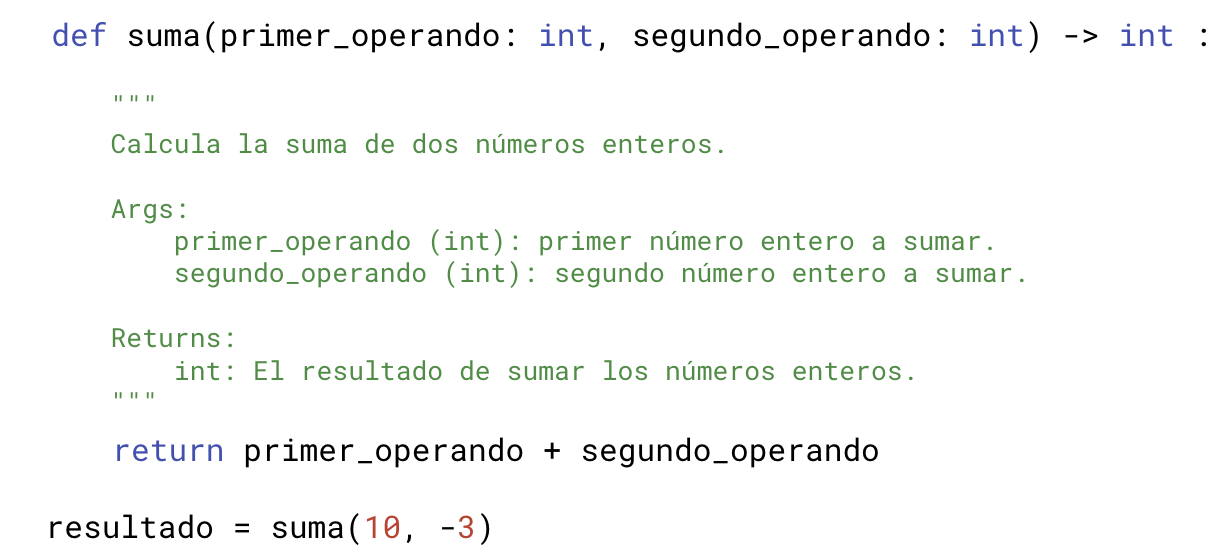 def suma(primer_operando: int, segundo_operando: int) -> int :
"""
Calcula la suma de dos números enteros.
Args:
primer_operando (int): primer número entero a sumar.
segundo_operando (int): segundo número entero a sumar.
Returns:
int: El resultado de sumar los números enteros.
"""
return primer_operando + segundo_operando
resultado = suma(10, -3)